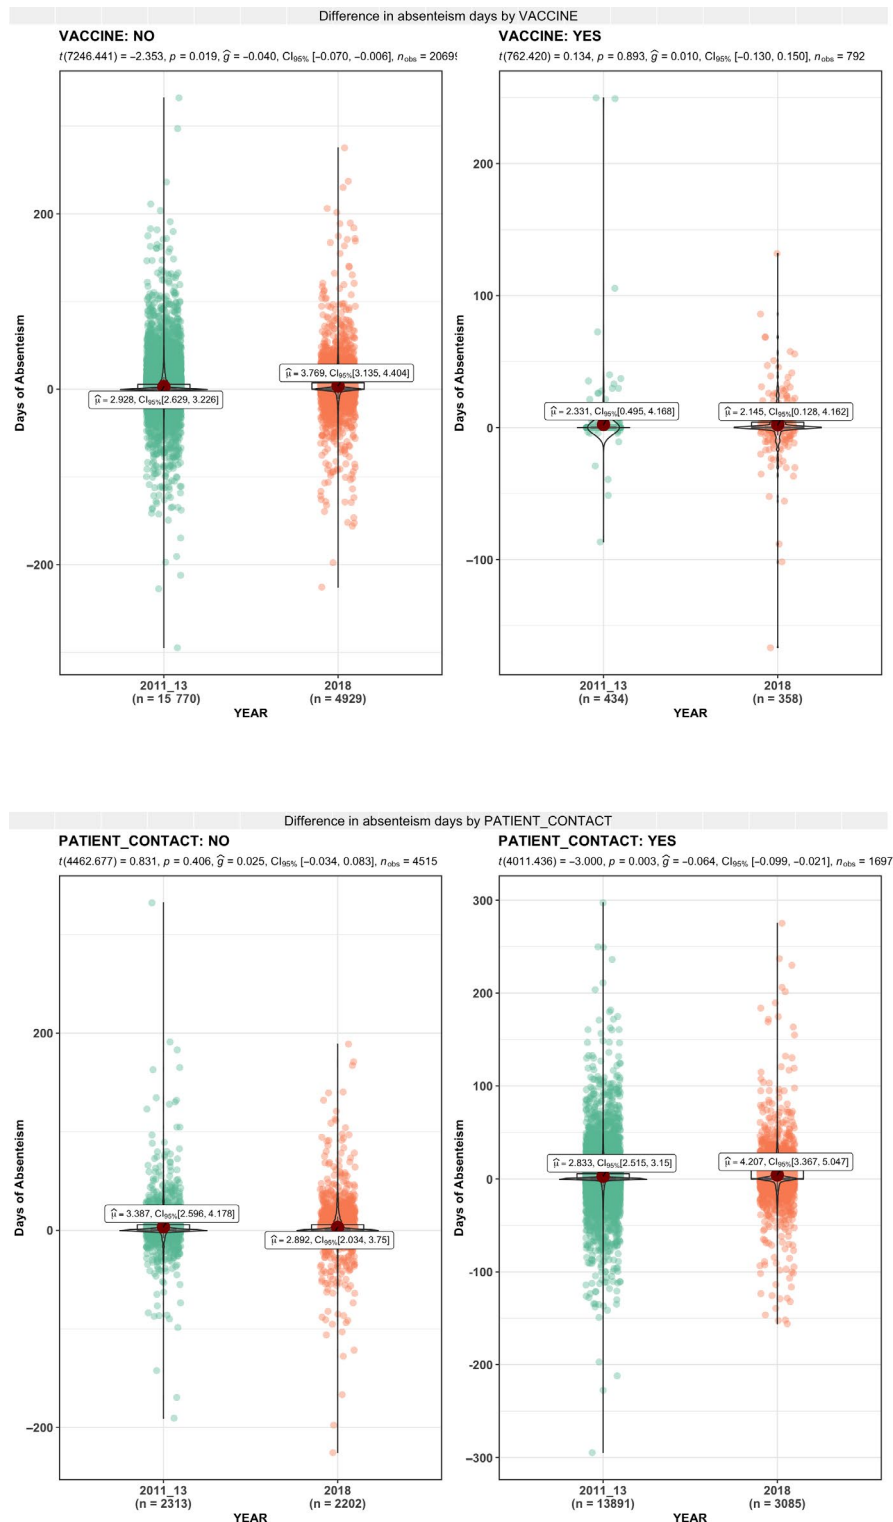 Difference in absenteism days by VACCINE
VACCINE: NO
t(7246.441) = −2.353, p = 0.019, ĝ = −0.040, CI95% [−0.070, −0.006], nobs = 20699
VACCINE: YES
t(762.420) = 0.134, p = 0.893, ĝ = 0.010, CI95% [−0.130, 0.150], nobs = 792
Days of Absenteism
200
0
−200
μ̂ = 2.928, CI95%[2.629, 3.226]
μ̂ = 3.769, CI95%[3.135, 4.404]
2011_13
(n = 15 770)
2018
(n = 4929)
YEAR
Days of Absenteism
200
100
0
−100
μ̂ = 2.331, CI95%[0.495, 4.168]
μ̂ = 2.145, CI95%[0.128, 4.162]
2011_13
(n = 434)
2018
(n = 358)
YEAR
Difference in absenteism days by PATIENT_CONTACT
PATIENT_CONTACT: NO
t(4462.677) = 0.831, p = 0.406, ĝ = 0.025, CI95% [−0.034, 0.083], nobs = 4515
PATIENT_CONTACT: YES
t(4011.436) = −3.000, p = 0.003, ĝ = −0.064, CI95% [−0.099, −0.021], nobs = 1697
Days of Absenteism
200
0
−200
μ̂ = 3.387, CI95%[2.596, 4.178]
μ̂ = 2.892, CI95%[2.034, 3.75]
2011_13
(n = 2313)
2018
(n = 2202)
YEAR
Days of Absenteism
300
200
100
0
-100
-200
−300
μ̂ = 2.833, CI95%[2.515, 3.15]
μ̂ = 4.207, CI95%[3.367, 5.047]
2011_13
(n = 13891)
2018
(n = 3085)
YEAR